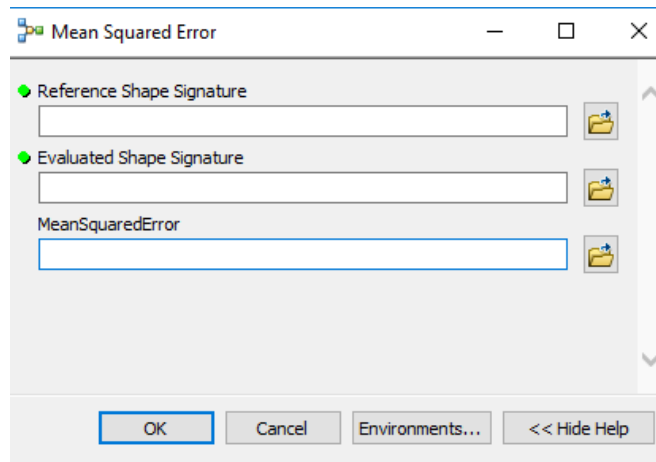 Mean Squared Error
Reference Shape Signature
Evaluated Shape Signature
MeanSquaredError
OK Cancel Environments... << Hide Help